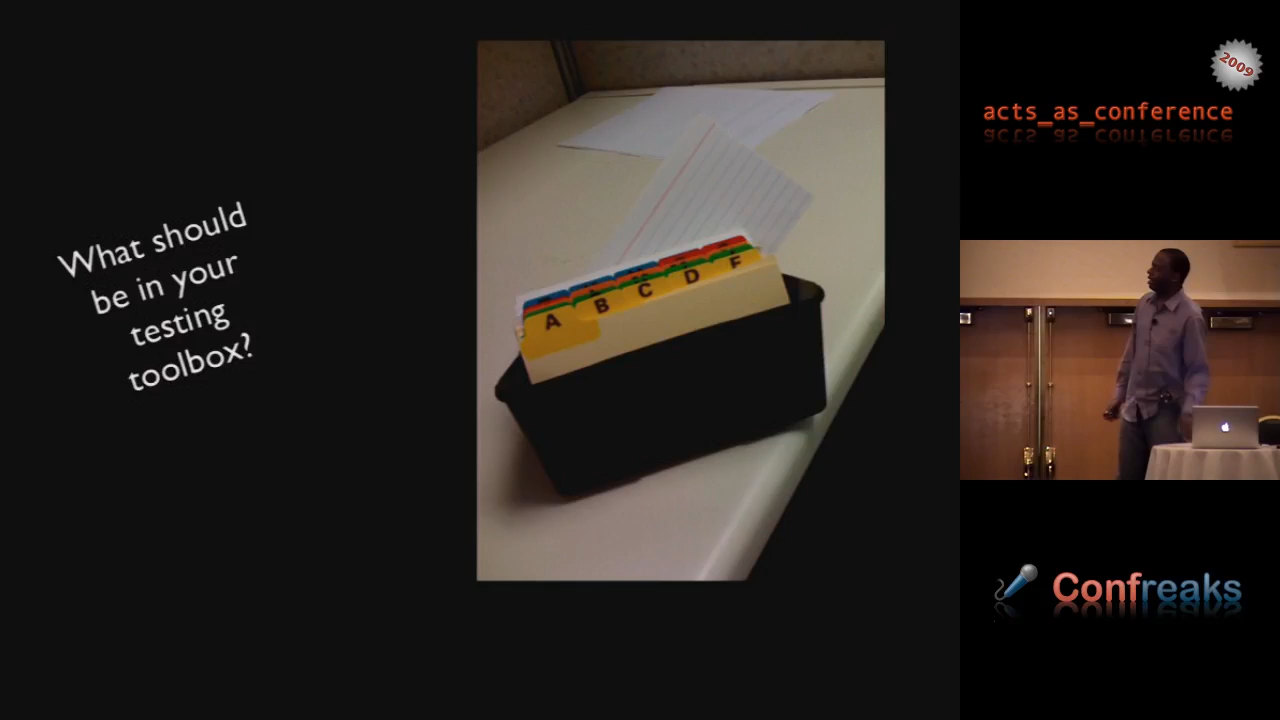 What should
be in your
testing
toolbox?
A B C D F
2009
acts_as_conference
Confreaks